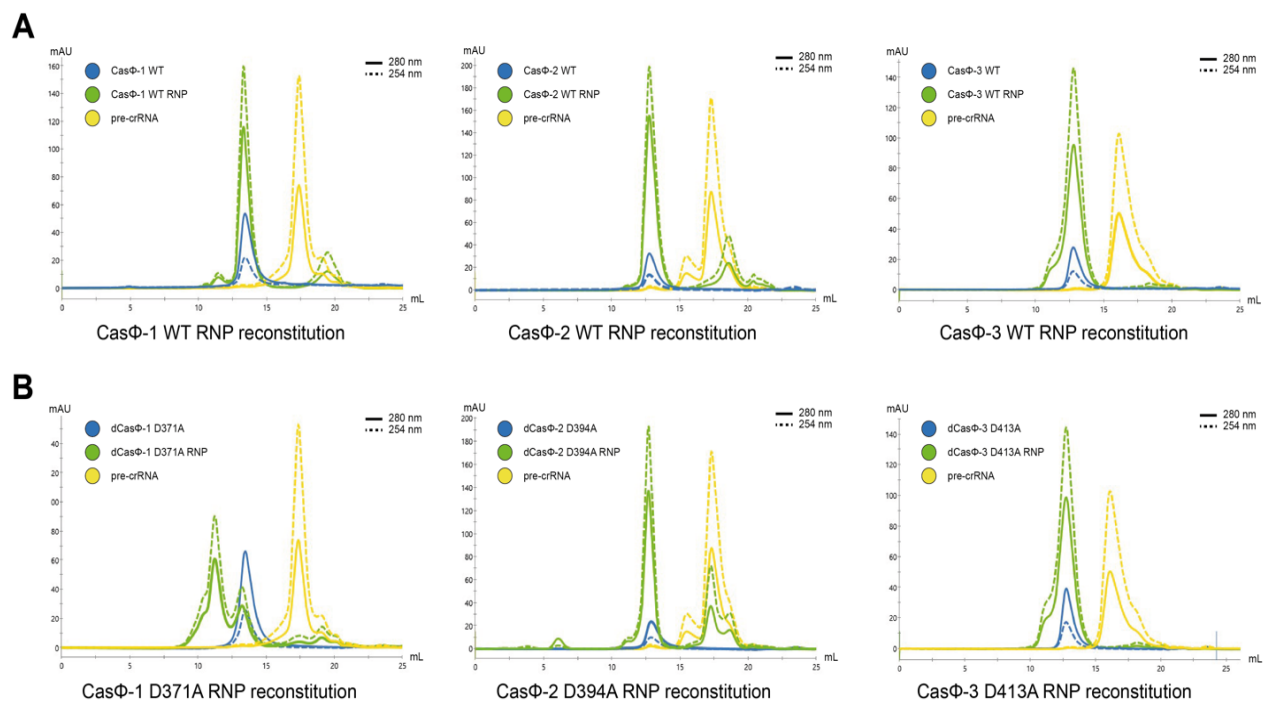 A
mAU
160
140
120
100
80
60
40
20
0
0 5 10 15 20 25
mL
CasΦ-1 WT
CasΦ-1 WT RNP
pre-crRNA
280 nm
254 nm
CasΦ-1 WT RNP reconstitution
mAU
200
180
160
140
120
100
80
60
40
20
0
0 5 10 15 20 25
mL
CasΦ-2 WT
CasΦ-2 WT RNP
pre-crRNA
280 nm
254 nm
CasΦ-2 WT RNP reconstitution
mAU
140
120
100
80
60
40
20
0
0 5 10 15 20 25
mL
CasΦ-3 WT
CasΦ-3 WT RNP
pre-crRNA
280 nm
254 nm
CasΦ-3 WT RNP reconstitution
B
mAU
40
20
00
80
60
40
20
0
0 5 10 15 20 25
mL
dCasΦ-1 D371A
dCasΦ-1 D371A RNP
pre-crRNA
280 nm
254 nm
CasΦ-1 D371A RNP reconstitution
mAU
200
180
160
140
120
100
80
60
40
20
0
0 5 10 15 20 25
mL
dCasΦ-2 D394A
dCasΦ-2 D394A RNP
pre-crRNA
280 nm
254 nm
CasΦ-2 D394A RNP reconstitution
mAU
140
120
100
80
60
40
20
0
0 5 10 15 20 25
mL
dCasΦ-3 D413A
dCasΦ-3 D413A RNP
pre-crRNA
280 nm
254 nm
CasΦ-3 D413A RNP reconstitution